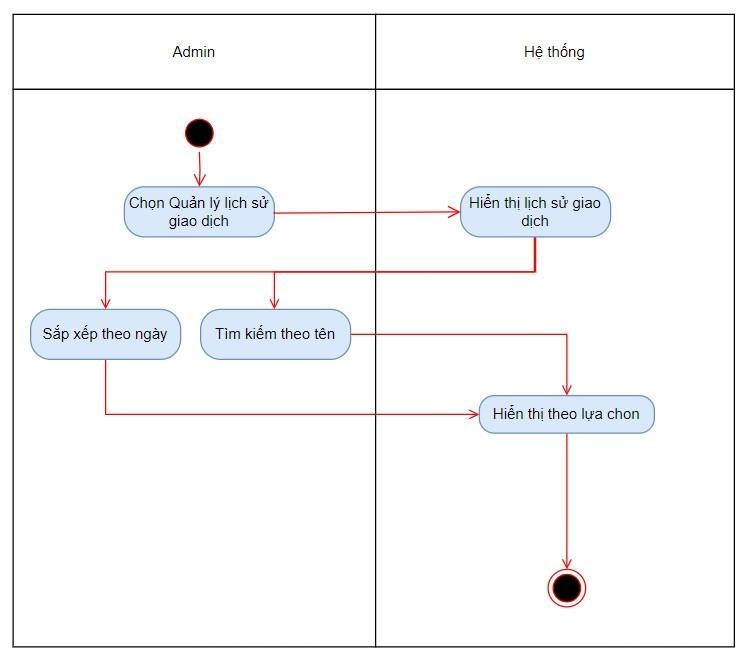 Admin
Hệ thống
Chọn Quản lý lịch sử
giao dịch
Hiển thị lịch sử giao
dịch
Sắp xếp theo ngày
Tìm kiếm theo tên
Hiển thị theo lựa chon